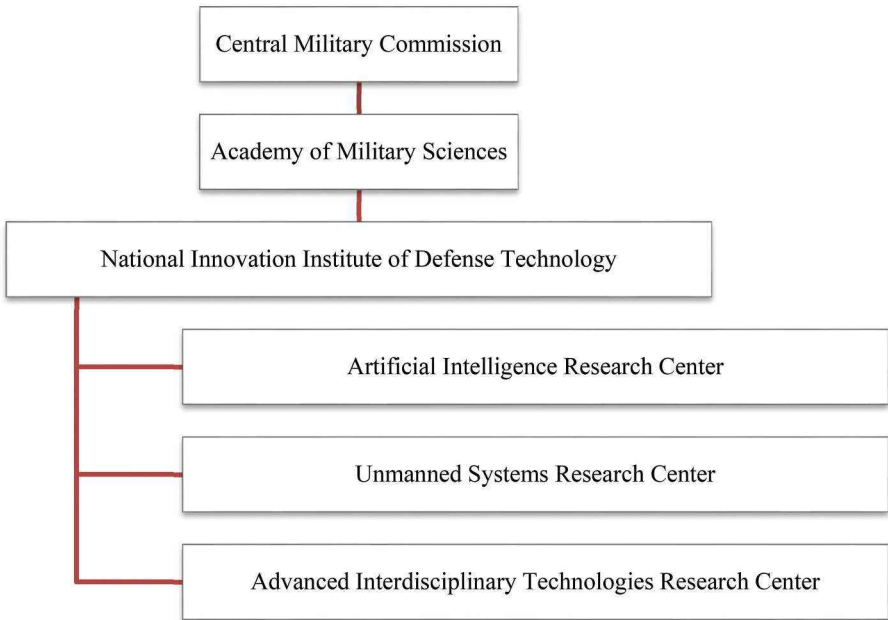 Central Military Commission
Academy of Military Sciences
National Innovation Institute of Defense Technology
Artificial Intelligence Research Center
Unmanned Systems Research Center
Advanced Interdisciplinary Technologies Research Center